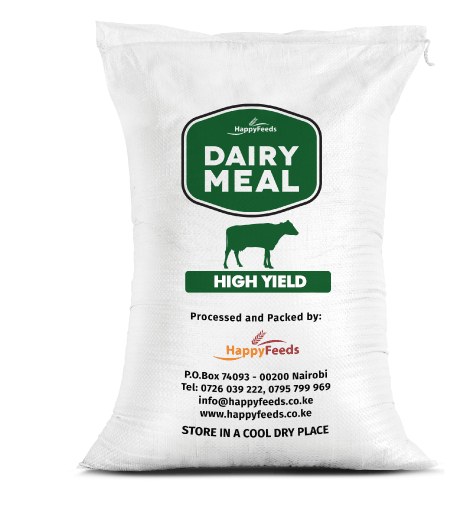 HappyFeeds
DAIRY
MEAL
HIGH YIELD
Processed and Packed by:
HappyFeeds
P.O.Box 74093 - 00200 Nairobi
Tel: 0726 039 222, 0795 799 969
info@happyfeeds.co.ke
www.happyfeeds.co.ke
STORE IN A COOL DRY PLACE